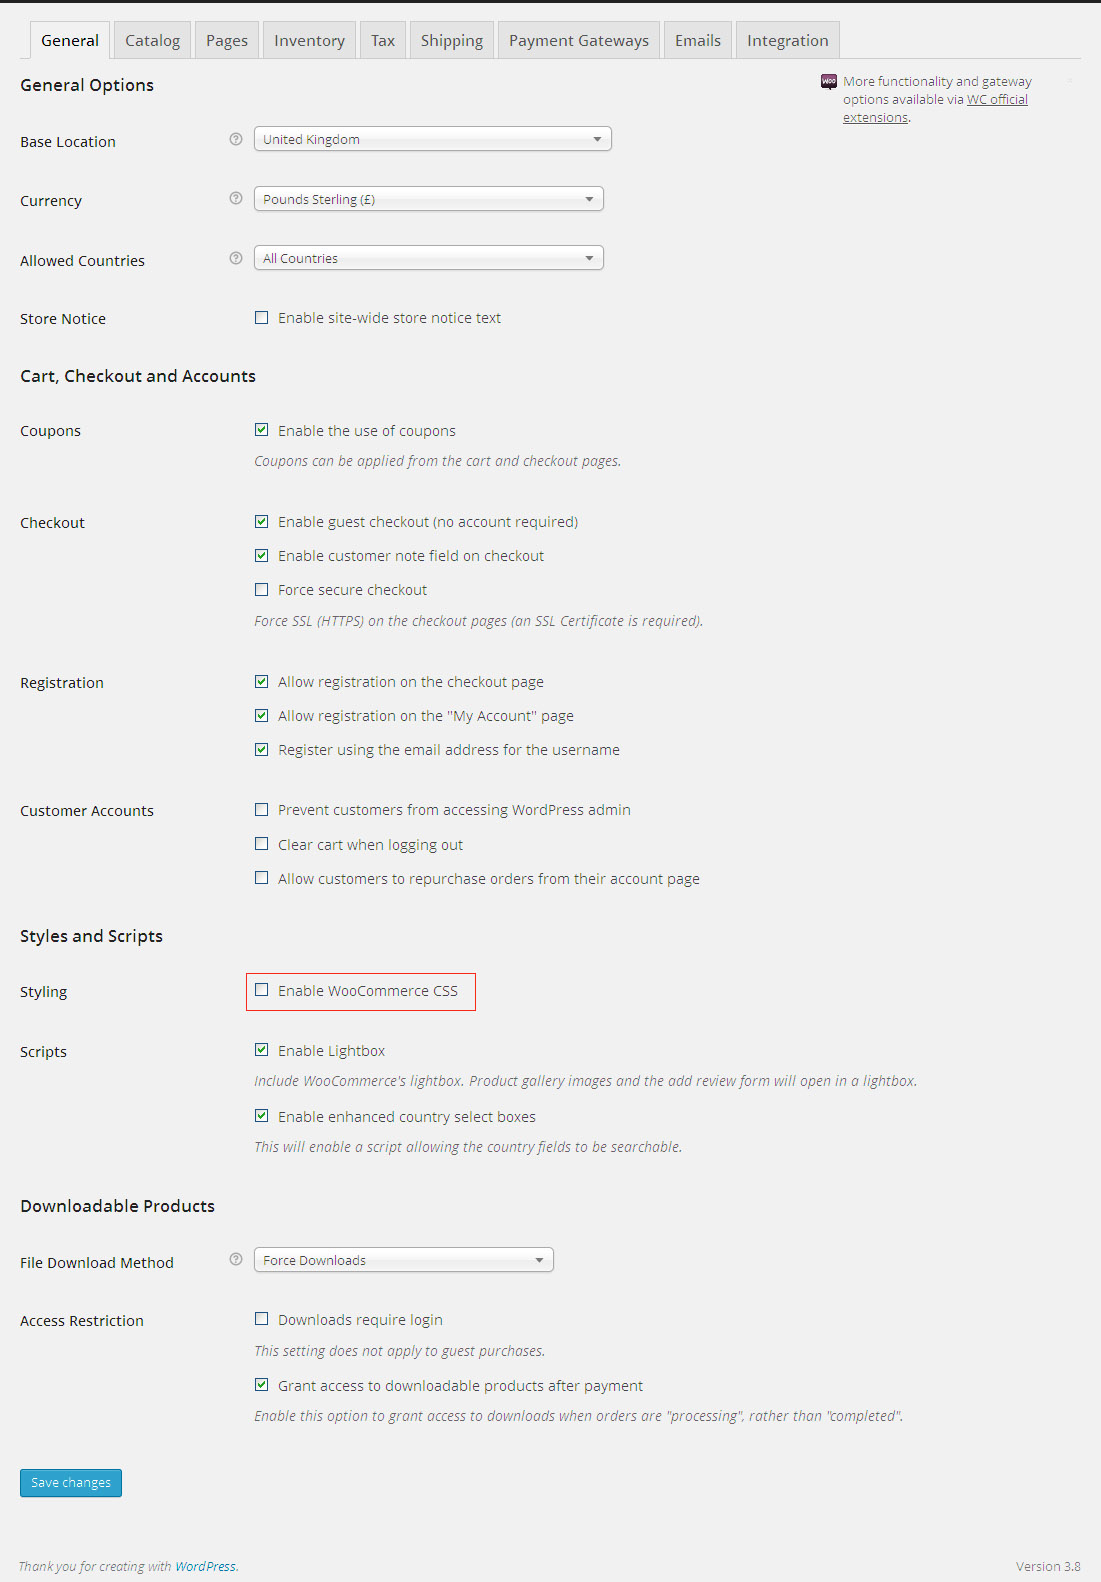 General Catalog Pages Inventory Tax Shipping Payment Gateways Emails Integration
General Options
Woo More functionality and gateway
options available via WC official
extensions.
Base Location ? United Kingdom
Currency ? Pounds Sterling (£)
Allowed Countries ? All Countries
Store Notice Enable site-wide store notice text
Cart, Checkout and Accounts
Coupons Enable the use of coupons
Coupons can be applied from the cart and checkout pages.
Checkout Enable guest checkout (no account required)
Enable customer note field on checkout
Force secure checkout
Force SSL (HTTPS) on the checkout pages (an SSL Certificate is required).
Registration Allow registration on the checkout page
Allow registration on the "My Account" page
Register using the email address for the username
Customer Accounts Prevent customers from accessing WordPress admin
Clear cart when logging out
Allow customers to repurchase orders from their account page
Styles and Scripts
Styling Enable WooCommerce CSS
Scripts Enable Lightbox
Include WooCommerce's lightbox. Product gallery images and the add review form will open in a lightbox.
Enable enhanced country select boxes
This will enable a script allowing the country fields to be searchable.
Downloadable Products
File Download Method ? Force Downloads
Access Restriction Downloads require login
This setting does not apply to guest purchases.
Grant access to downloadable products after payment
Enable this option to grant access to downloads when orders are "processing", rather than "completed".
Save changes
Thank you for creating with WordPress. Version 3.8